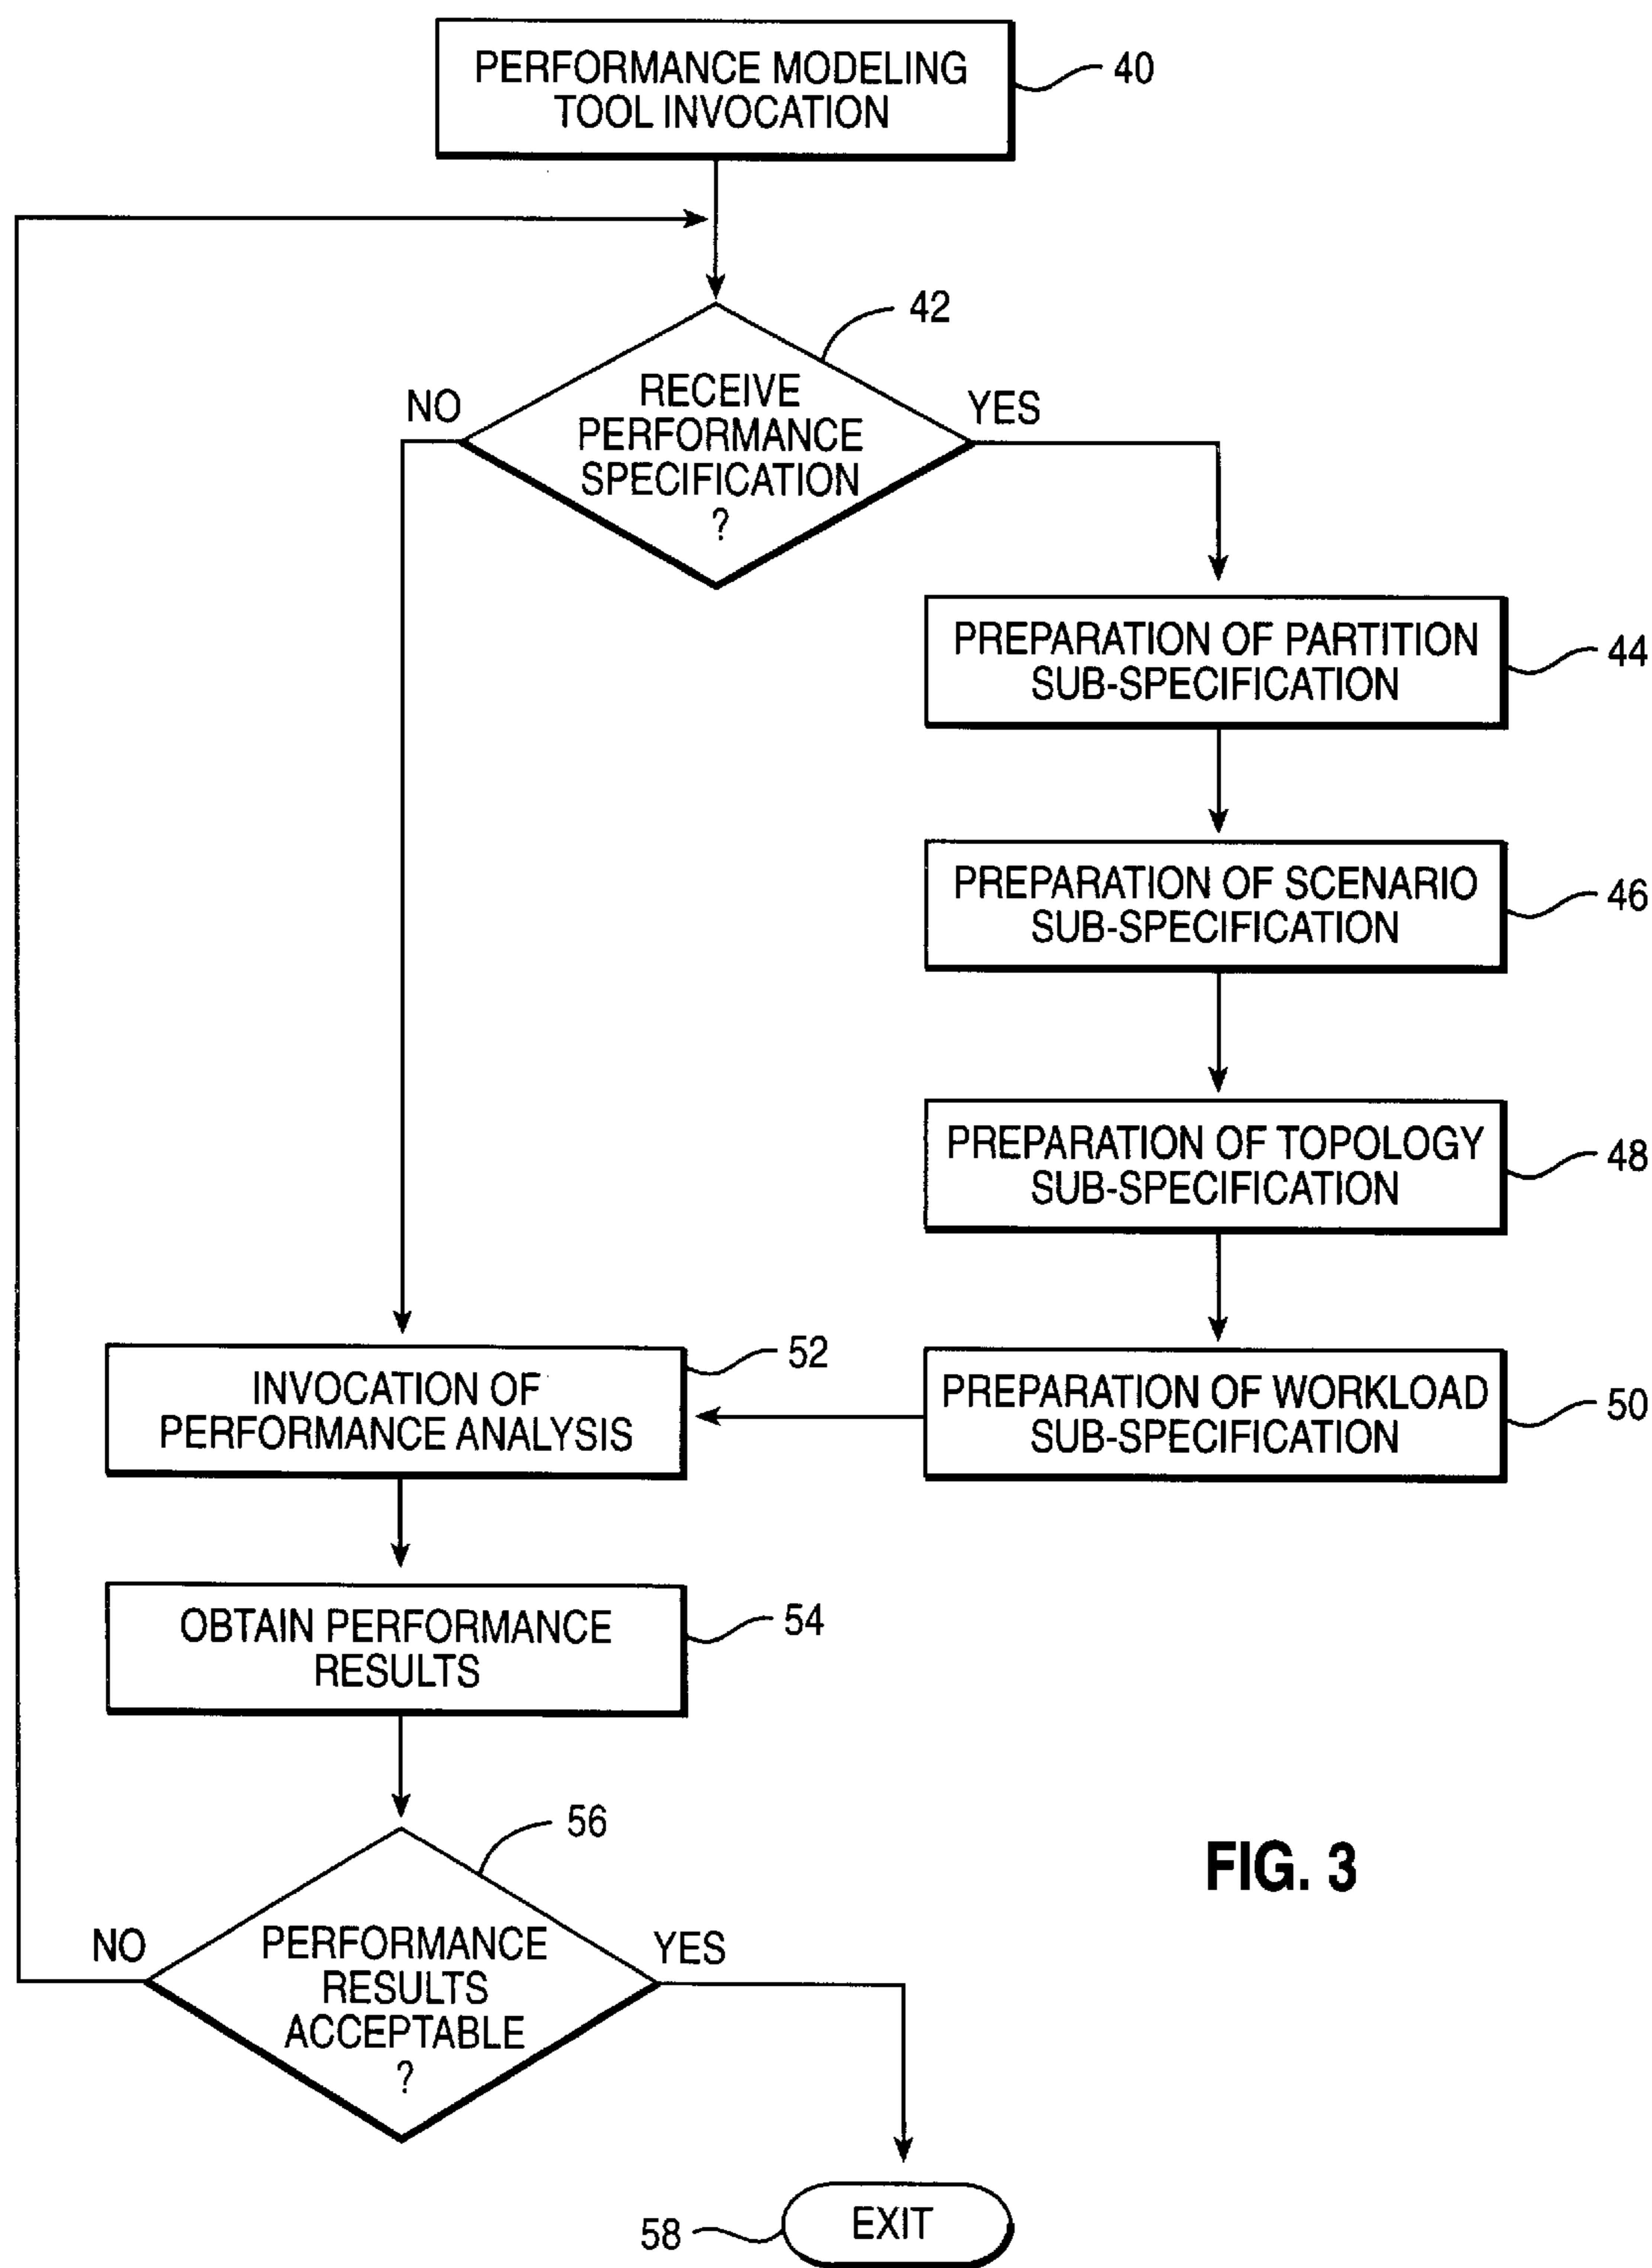 PERFORMANCE MODELING
TOOL INVOCATION
40
42
RECEIVE
PERFORMANCE
SPECIFICATION
?
NO
YES
PREPARATION OF PARTITION
SUB-SPECIFICATION
44
PREPARATION OF SCENARIO
SUB-SPECIFICATION
46
PREPARATION OF TOPOLOGY
SUB-SPECIFICATION
48
INVOCATION OF
PERFORMANCE ANALYSIS
52
PREPARATION OF WORKLOAD
SUB-SPECIFICATION
50
OBTAIN PERFORMANCE
RESULTS
54
56
PERFORMANCE
RESULTS
ACCEPTABLE
?
NO
YES
FIG. 3
58
EXIT